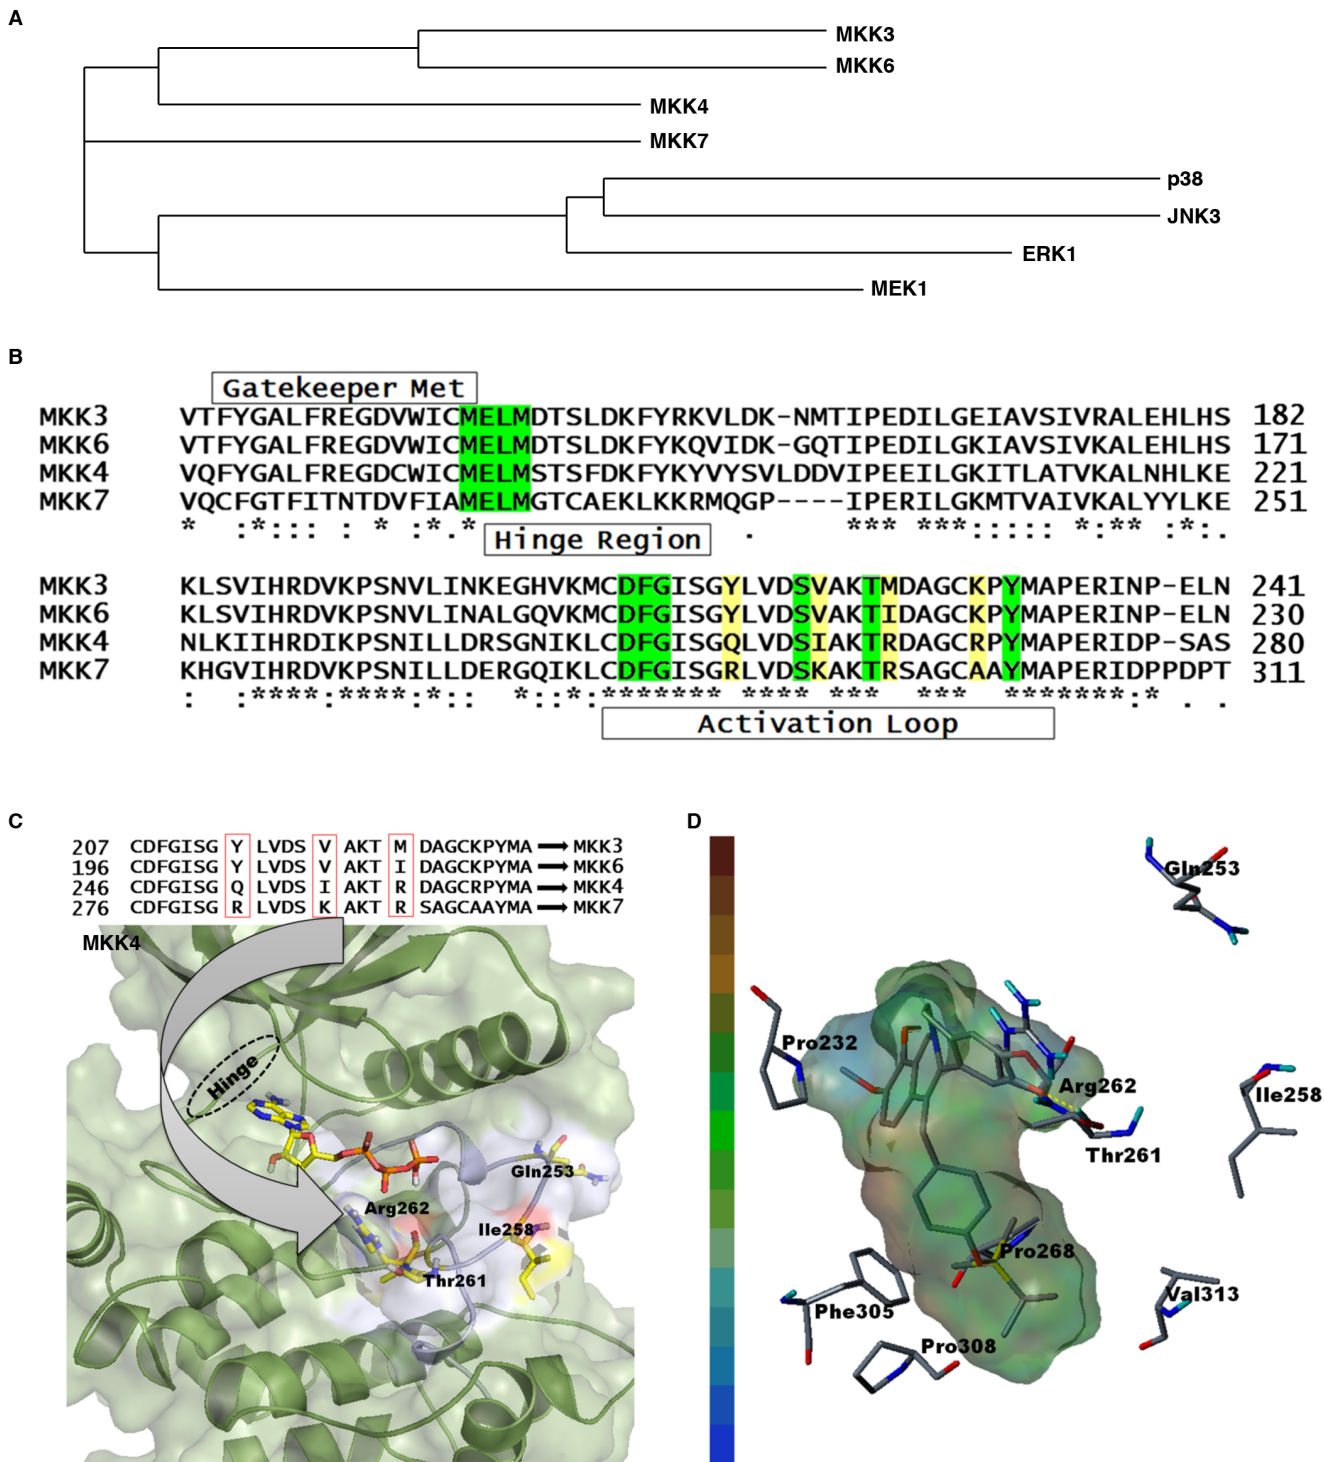 A
MKK3
MKK6
MKK4
MKK7
p38
JNK3
ERK1
MEK1
B
Gatekeeper Met
MKK3 VTFYGALFREGDVWICMELMDTSLDKFYRKVLDK-NMTIPEDILGEIAVSIVRALEHLHS 182
MKK6 VTFYGALFREGDVWICMELMDTSLDKFYKQVIDK-GQTIPEDILGKIAVSIVKALEHLHS 171
MKK4 VQFYGALFREGDCWICMELMSTSFDKFYKYVYSVLDDVIPEEILGKITLATVKALNHLKE 221
MKK7 VQCFGTFITNTDVFIAMELMGTCAEKLKKRMQGP----IPERILGKMTVAIVKALYYLKE 251
* :*::: : * :*.* . *** ***::::: *:** :*:.
Hinge Region
MKK3 KLSVIHRDVKPSNVLINKEGHVKMCDFGISGYLVDSVAKTMDAGCKPYMAPERINP-ELN 241
MKK6 KLSVIHRDVKPSNVLINALGQVKMCDFGISGYLVDSVAKTIDAGCKPYMAPERINP-ELN 230
MKK4 NLKIIHRDIKPSNILLDRSGNIKLCDFGISGQLVDSIAKTRDAGCRPYMAPERIDP-SAS 280
MKK7 KHGVIHRDVKPSNILLDERGQIKLCDFGISGRLVDSKAKTRSAGCAAYMAPERIDPPDPT 311
: :****:****:*:: *::*:******* **** *** *** *******:* . .
Activation Loop
C
207 CDFGISG Y LVDS V AKT M DAGCKPYMA MKK3
196 CDFGISG Y LVDS V AKT I DAGCKPYMA MKK6
246 CDFGISG Q LVDS I AKT R DAGCRPYMA MKK4
276 CDFGISG R LVDS K AKT R SAGCAAYMA MKK7
MKK4
Hinge
Gln253
Arg262
Ile258
Thr261
D
Gln253
Pro232
Arg262
Ile258
Thr261
Pro268
Val313
Phe305
Pro308